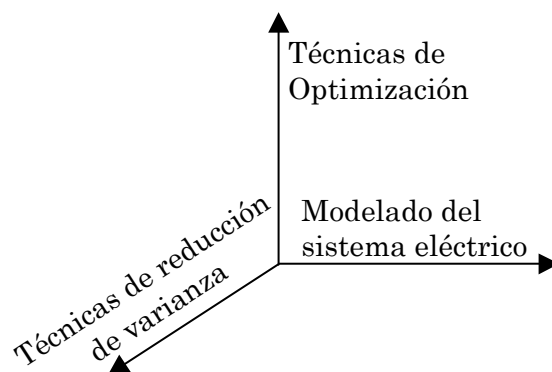 Técnicas de
Optimización
Modelado del
sistema eléctrico
Técnicas de reducción
de varianza